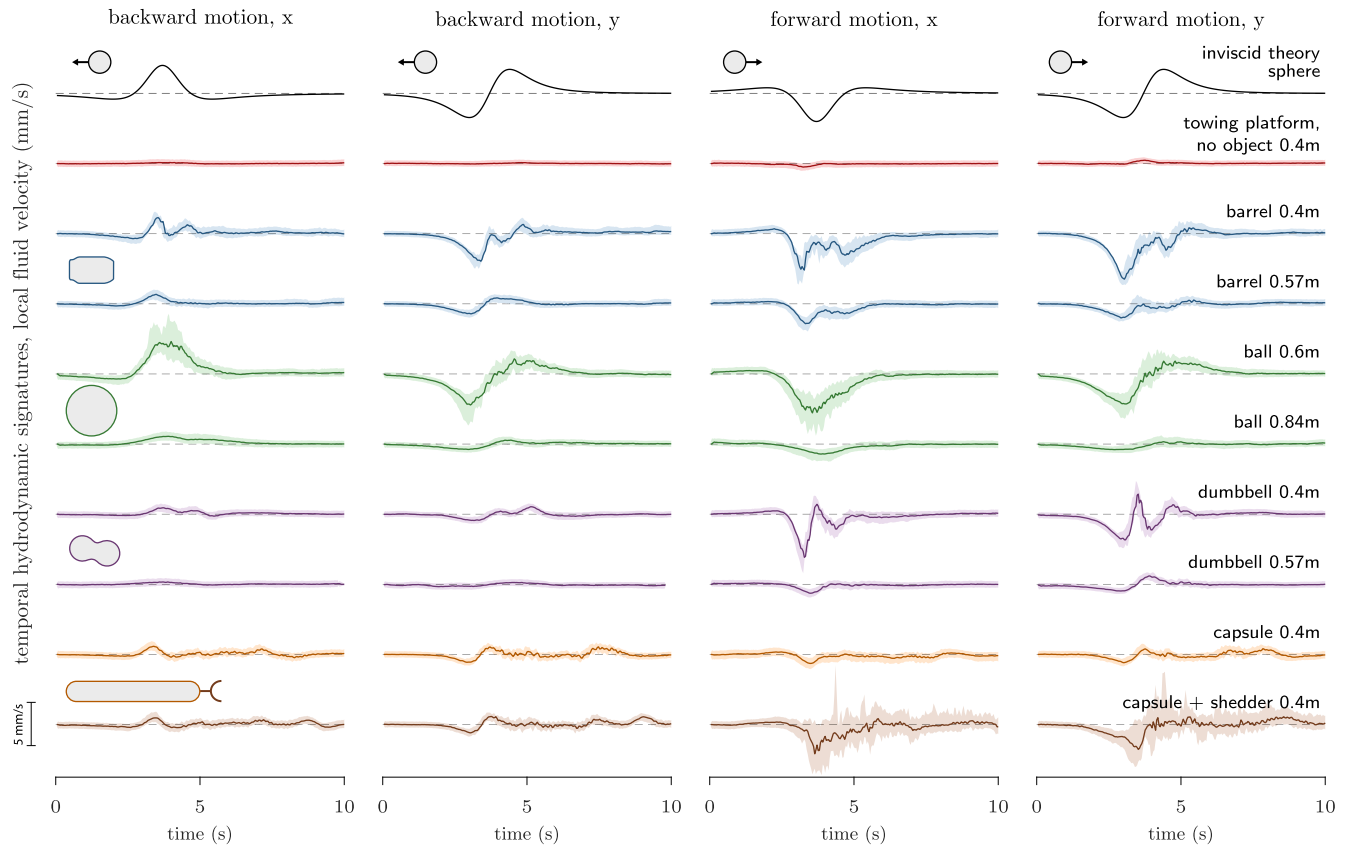 backward motion, x
backward motion, y
forward motion, x
forward motion, y
temporal hydrodynamic signatures, local fluid velocity (mm/s)
inviscid theory
sphere
towing platform,
no object 0.4m
barrel 0.4m
barrel 0.57m
ball 0.6m
ball 0.84m
dumbbell 0.4m
dumbbell 0.57m
capsule 0.4m
capsule + shedder 0.4m
5 mm/s
0 5 10
0 5 10
0 5 10
0 5 10
time (s)
time (s)
time (s)
time (s)